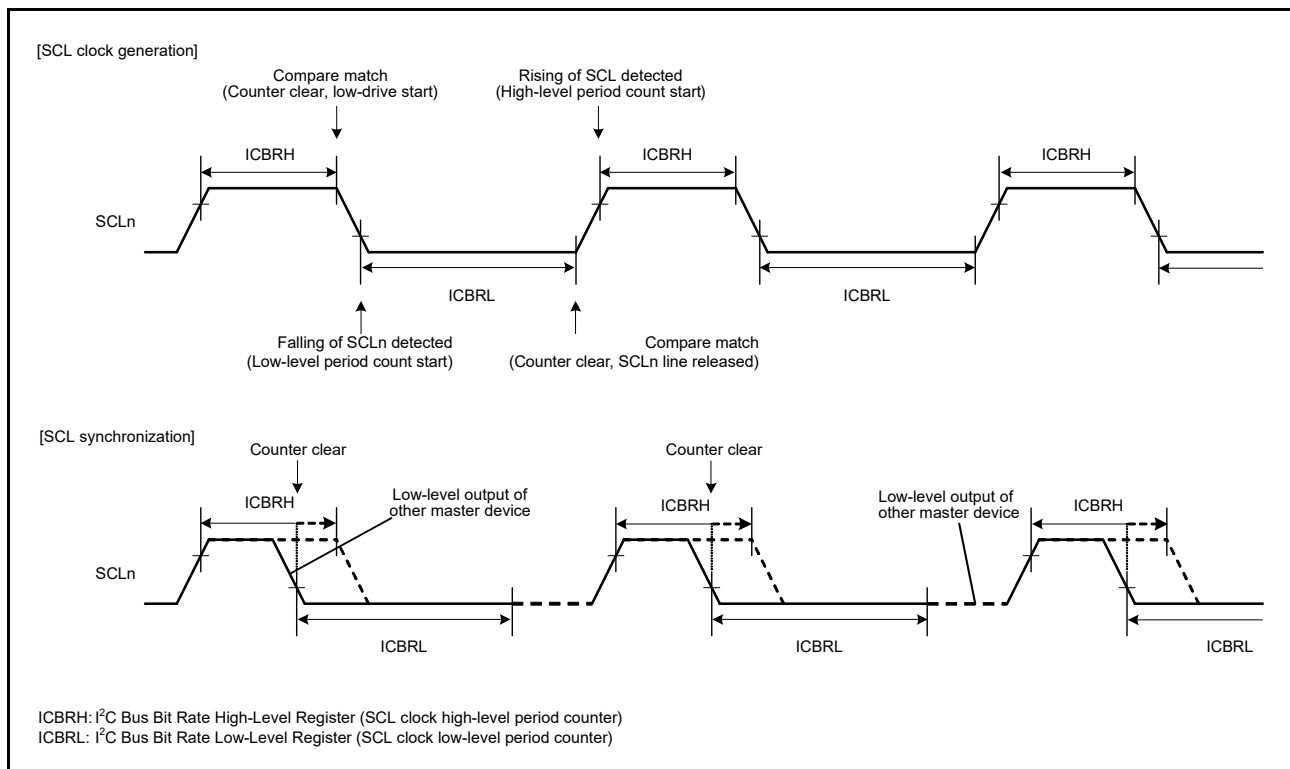 [SCL clock generation]
Compare match
(Counter clear, low-drive start)
Rising of SCL detected
(High-level period count start)
ICBRH
ICBRH
ICBRH
SCLn
ICBRL
ICBRL
Falling of SCLn detected
(Low-level period count start)
Compare match
(Counter clear, SCLn line released)
[SCL synchronization]
Counter clear
Counter clear
ICBRH
Low-level output of
other master device
ICBRH
Low-level output of
other master device
ICBRH
SCLn
ICBRL
ICBRL
ICBRL
ICBRH: I²C Bus Bit Rate High-Level Register (SCL clock high-level period counter)
ICBRL: I²C Bus Bit Rate Low-Level Register (SCL clock low-level period counter)